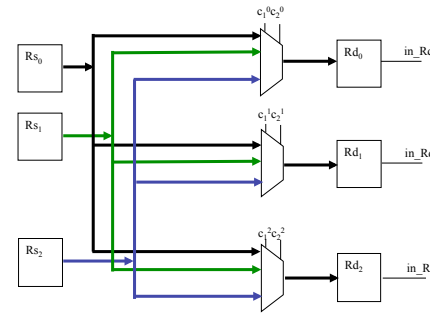 c₁⁰c₂⁰
Rs₀
Rd₀
in_Rd
Rs₁
c₁¹c₂¹
Rd₁
in_Rd
Rs₂
c₁²c₂²
Rd₂
in_R